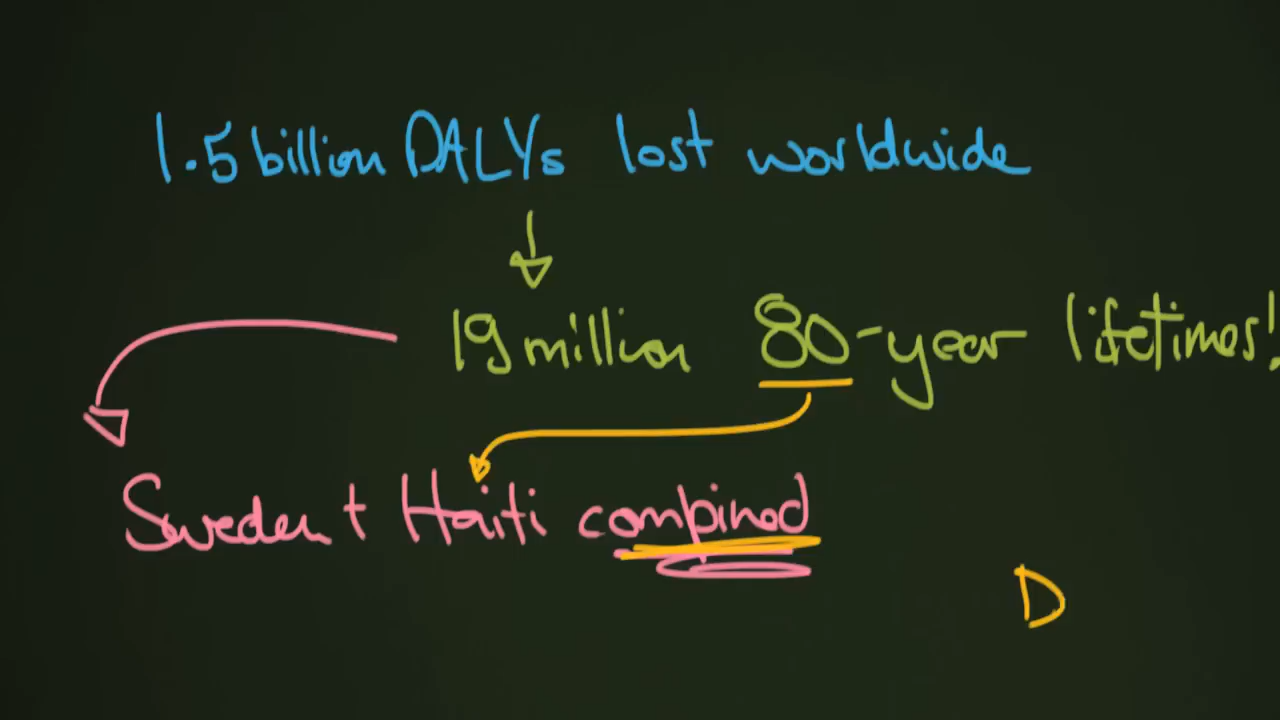 1.5 billion DALYs lost worldwide
19 million 80-year lifetimes!
Sweden + Haiti combined
D